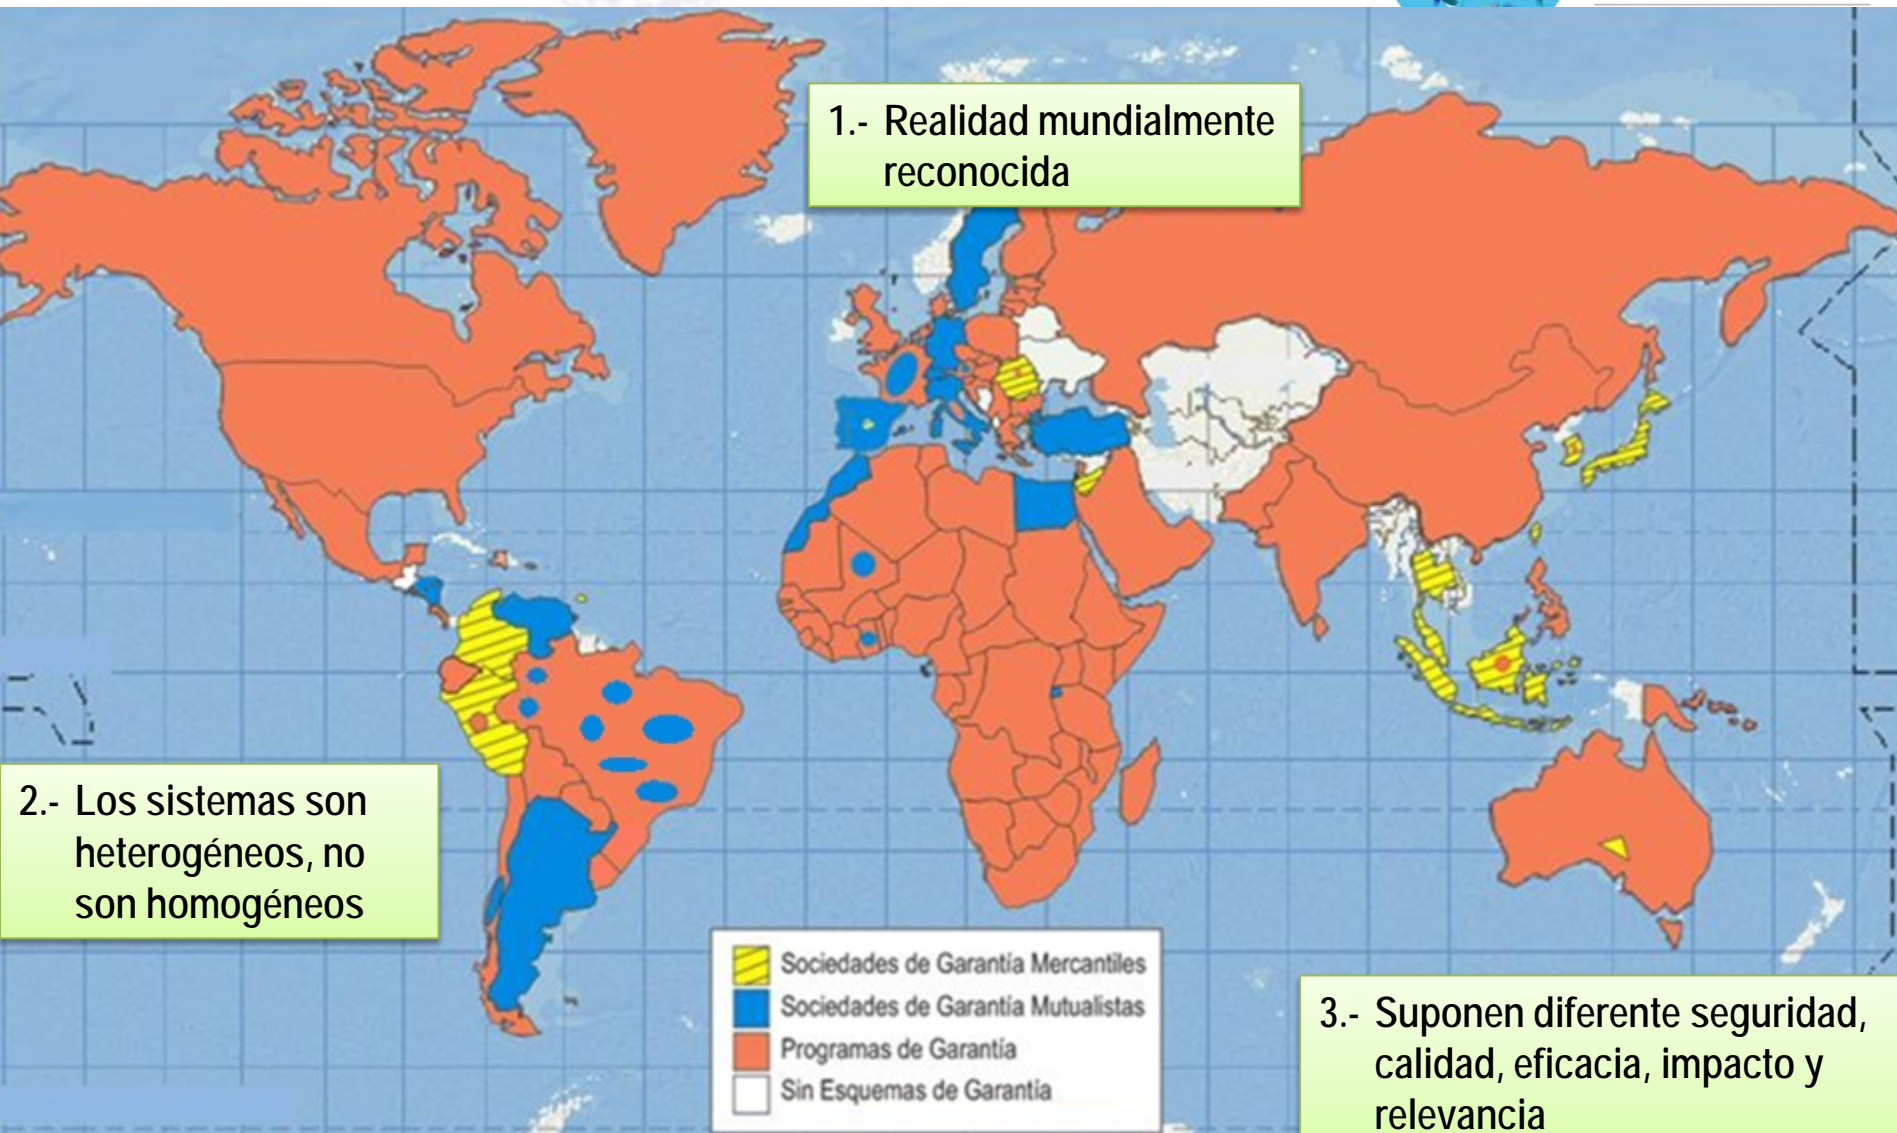 1.- Realidad mundialmente
reconocida
2.- Los sistemas son
heterogéneos, no
son homogéneos
Sociedades de Garantía Mercantiles
Sociedades de Garantía Mutualistas
Programas de Garantía
Sin Esquemas de Garantía
3.- Suponen diferente seguridad,
calidad, eficacia, impacto y
relevancia